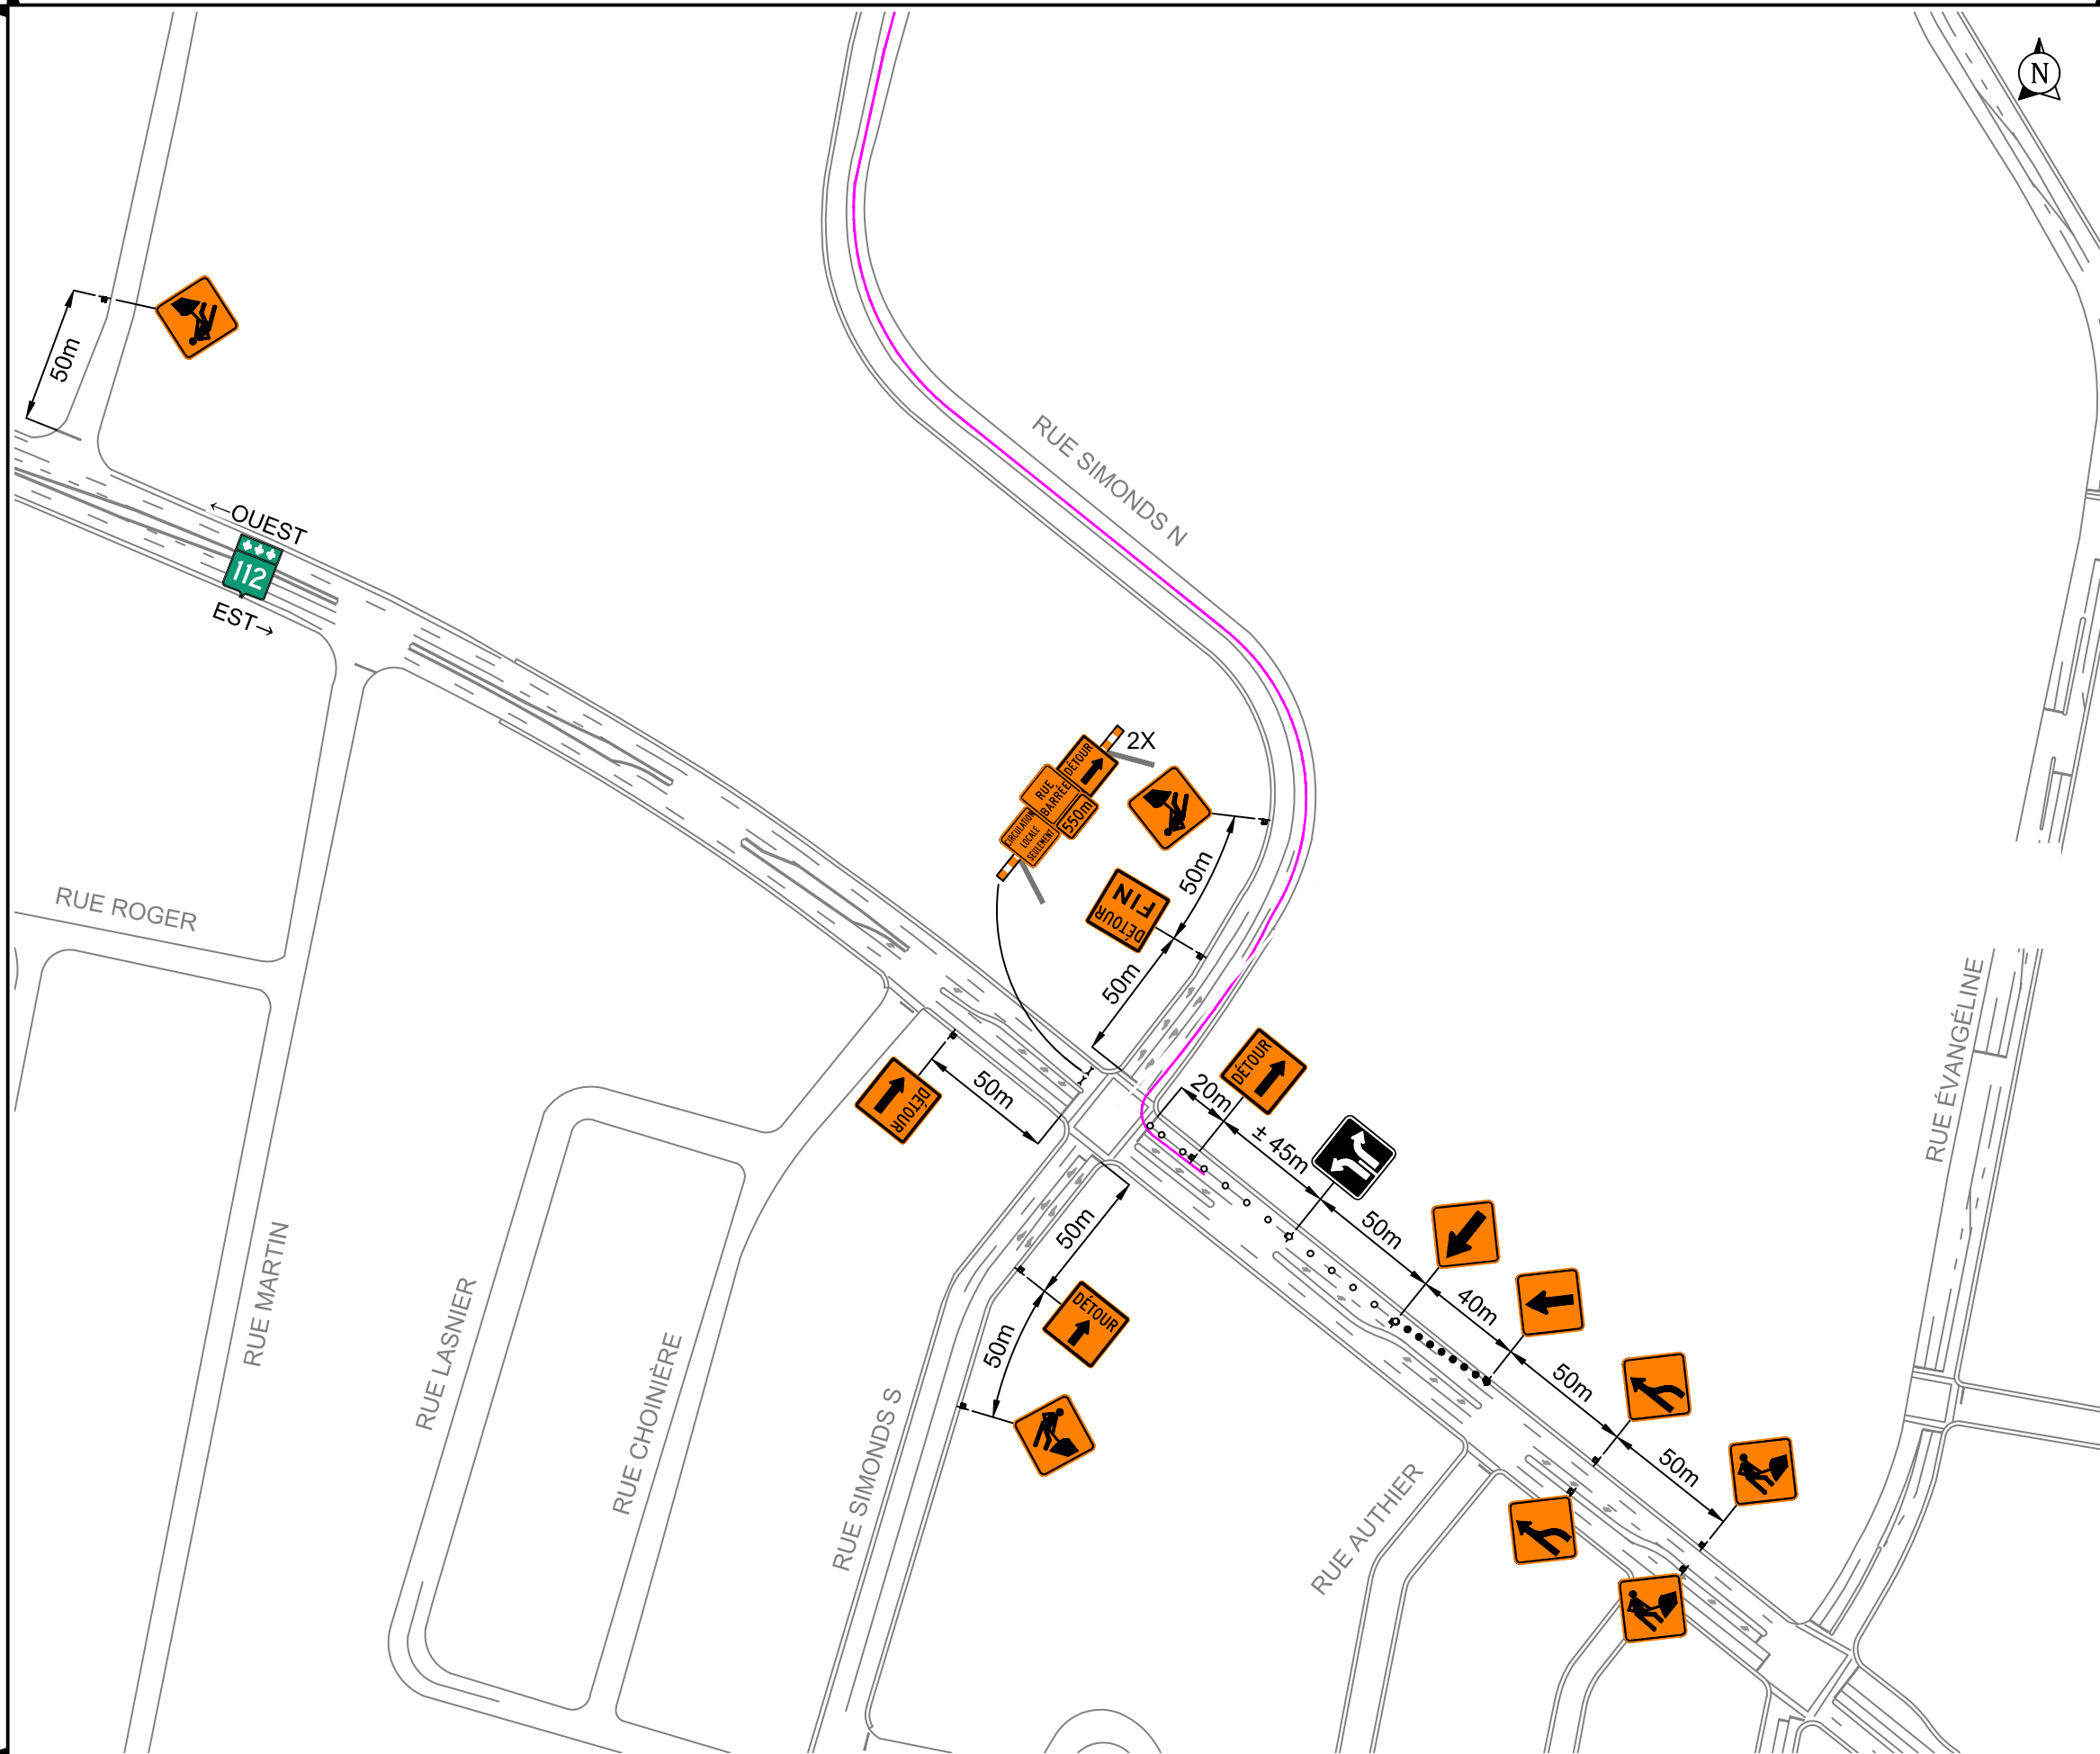 N
50m
RUE SIMONDS N
←OUEST
112
EST→
2X
DÉTOUR
RUE
BARRÉE
550m
CIRCULATION
LOCALE
SEULEMENT
50m
FIN
DÉTOUR
50m
RUE ROGER
RUE ÉVANGÉLINE
DÉTOUR
50m
DÉTOUR
20m
± 45m
50m
40m
50m
50m
50m
DÉTOUR
50m
RUE MARTIN
RUE LASNIER
RUE CHOINIÈRE
RUE SIMONDS S
RUE AUTHIER